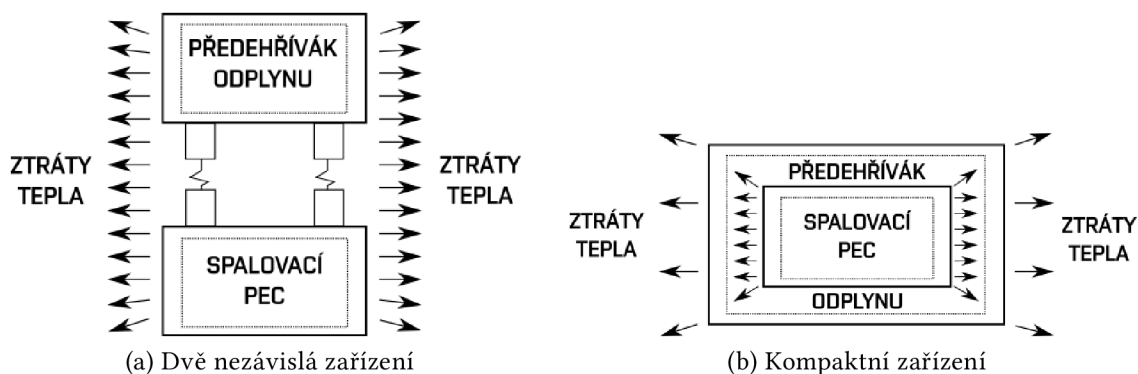 PŘEDEHŘÍVÁK
ODPLYNU
ZTRÁTY
TEPLA
ZTRÁTY
TEPLA
SPALOVACÍ
PEC
(a) Dvě nezávislá zařízení
PŘEDEHŘÍVÁK
SPALOVACÍ
PEC
ODPLYNU
ZTRÁTY
TEPLA
ZTRÁTY
TEPLA
(b) Kompaktní zařízení